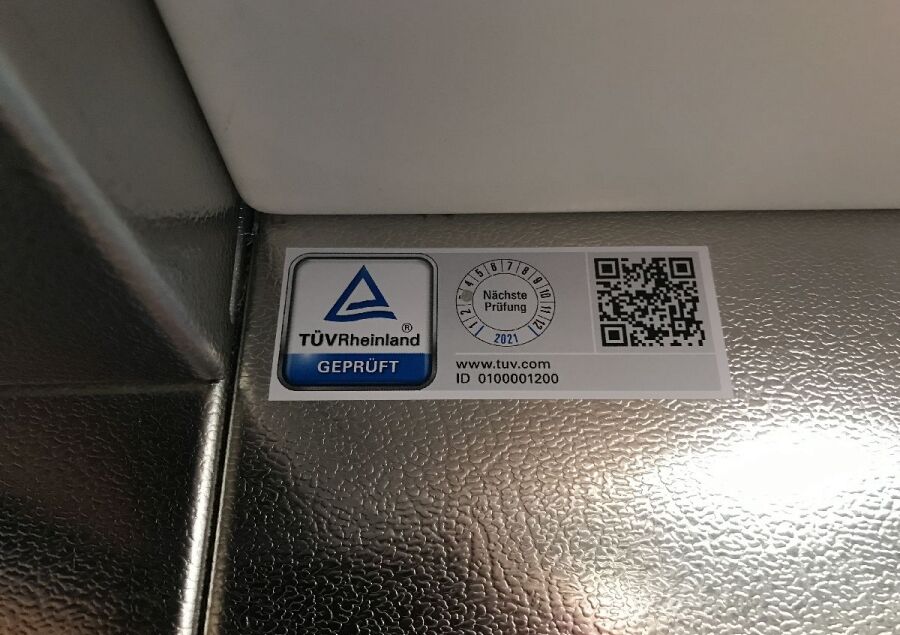 TÜVRheinland®
GEPRÜFT
1 2 4 5 6 7 8 9 10 11 12
Nächste
Prüfung
2021
www.tuv.com
ID 0100001200